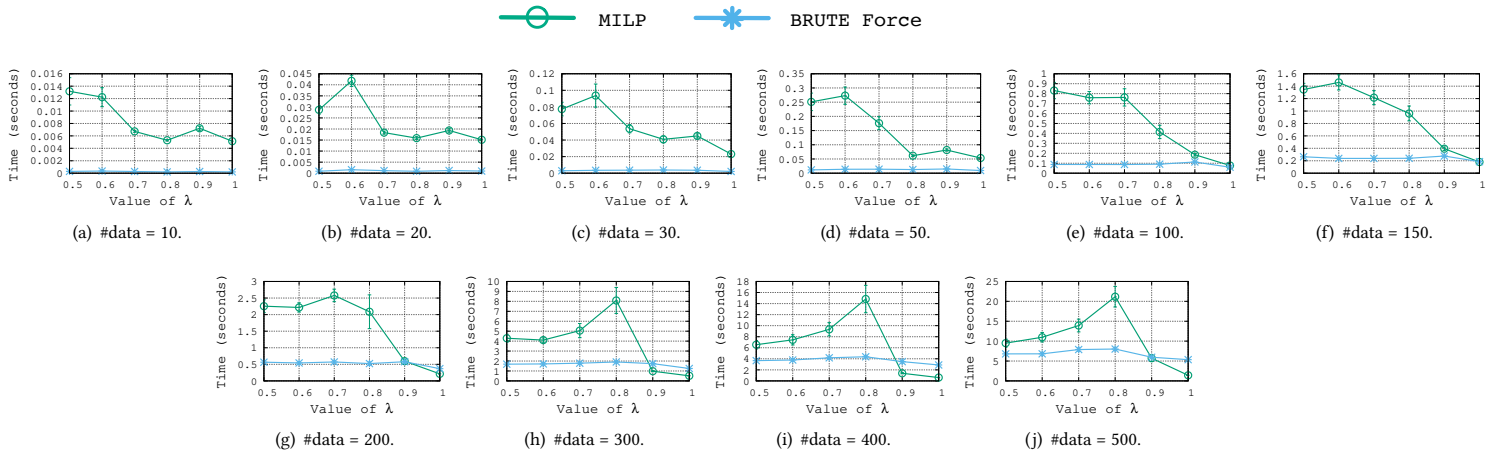 MILP BRUTE Force
Time (seconds)
0.016
0.014
0.012
0.01
0.008
0.006
0.004
0.002
0
0.5 0.6 0.7 0.8 0.9 1
Value of λ
(a) #data = 10.
Time (seconds)
0.045
0.04
0.035
0.03
0.025
0.02
0.015
0.01
0.005
0
0.5 0.6 0.7 0.8 0.9 1
Value of λ
(b) #data = 20.
Time (seconds)
0.12
0.1
0.08
0.06
0.04
0.02
0
0.5 0.6 0.7 0.8 0.9 1
Value of λ
(c) #data = 30.
Time (seconds)
0.35
0.3
0.25
0.2
0.15
0.1
0.05
0
0.5 0.6 0.7 0.8 0.9 1
Value of λ
(d) #data = 50.
Time (seconds)
1
0.9
0.8
0.7
0.6
0.5
0.4
0.3
0.2
0.1
0
0.5 0.6 0.7 0.8 0.9 1
Value of λ
(e) #data = 100.
Time (seconds)
1.6
1.4
1.2
1
0.8
0.6
0.4
0.2
0
0.5 0.6 0.7 0.8 0.9 1
Value of λ
(f) #data = 150.
Time (seconds)
3
2.5
2
1.5
1
0.5
0
0.5 0.6 0.7 0.8 0.9 1
Value of λ
(g) #data = 200.
Time (seconds)
10
9
8
7
6
5
4
3
2
1
0
0.5 0.6 0.7 0.8 0.9 1
Value of λ
(h) #data = 300.
Time (seconds)
18
16
14
12
10
8
6
4
2
0
0.5 0.6 0.7 0.8 0.9 1
Value of λ
(i) #data = 400.
Time (seconds)
25
20
15
10
5
0
0.5 0.6 0.7 0.8 0.9 1
Value of λ
(j) #data = 500.